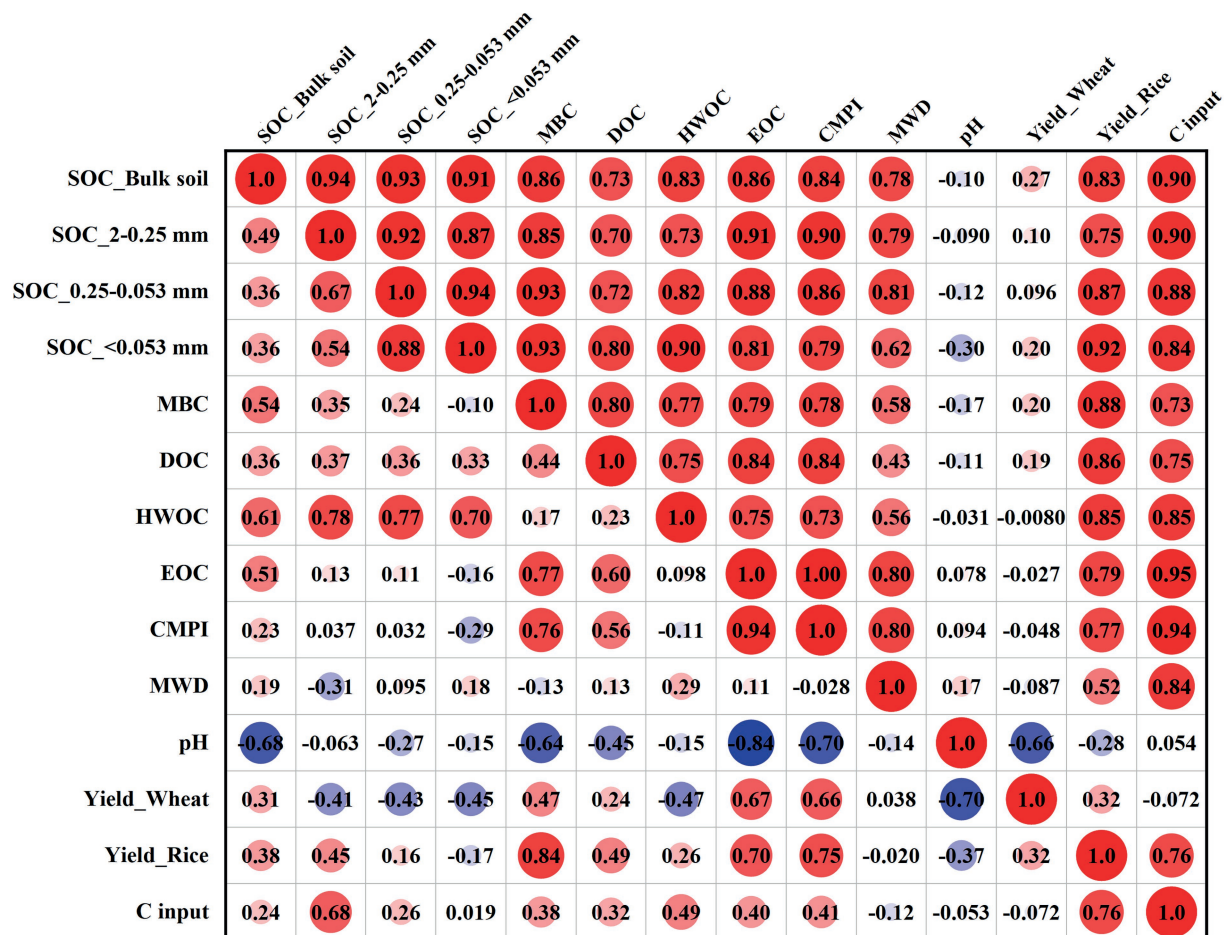 SOC_Bulk soil SOC_2-0.25 mm SOC_0.25-0.053 mm SOC_<0.053 mm MBC DOC HWOC EOC CMPI MWD pH Yield_Wheat Yield_Rice C input
SOC_Bulk soil 1.0 0.94 0.93 0.91 0.86 0.73 0.83 0.86 0.84 0.78 -0.10 0.27 0.83 0.90
SOC_2-0.25 mm 0.49 1.0 0.92 0.87 0.85 0.70 0.73 0.91 0.90 0.79 -0.090 0.10 0.75 0.90
SOC_0.25-0.053 mm 0.36 0.67 1.0 0.94 0.93 0.72 0.82 0.88 0.86 0.81 -0.12 0.096 0.87 0.88
SOC_<0.053 mm 0.36 0.54 0.88 1.0 0.93 0.80 0.90 0.81 0.79 0.62 -0.30 0.20 0.92 0.84
MBC 0.54 0.35 0.24 -0.10 1.0 0.80 0.77 0.79 0.78 0.58 -0.17 0.20 0.88 0.73
DOC 0.36 0.37 0.36 0.33 0.44 1.0 0.75 0.84 0.84 0.43 -0.11 0.19 0.86 0.75
HWOC 0.61 0.78 0.77 0.70 0.17 0.23 1.0 0.75 0.73 0.56 -0.031 -0.0080 0.85 0.85
EOC 0.51 0.13 0.11 -0.16 0.77 0.60 0.098 1.0 1.00 0.80 0.078 -0.027 0.79 0.95
CMPI 0.23 0.037 0.032 -0.29 0.76 0.56 -0.11 0.94 1.0 0.80 0.094 -0.048 0.77 0.94
MWD 0.19 -0.31 0.095 0.18 -0.13 0.13 0.29 0.11 -0.028 1.0 0.17 -0.087 0.52 0.84
pH -0.68 -0.063 -0.27 -0.15 -0.64 -0.45 -0.15 -0.84 -0.70 -0.14 1.0 -0.66 -0.28 0.054
Yield_Wheat 0.31 -0.41 -0.43 -0.45 0.47 0.24 -0.47 0.67 0.66 0.038 -0.70 1.0 0.32 -0.072
Yield_Rice 0.38 0.45 0.16 -0.17 0.84 0.49 0.26 0.70 0.75 -0.020 -0.37 0.32 1.0 0.76
C input 0.24 0.68 0.26 0.019 0.38 0.32 0.49 0.40 0.41 -0.12 -0.053 -0.072 0.76 1.0